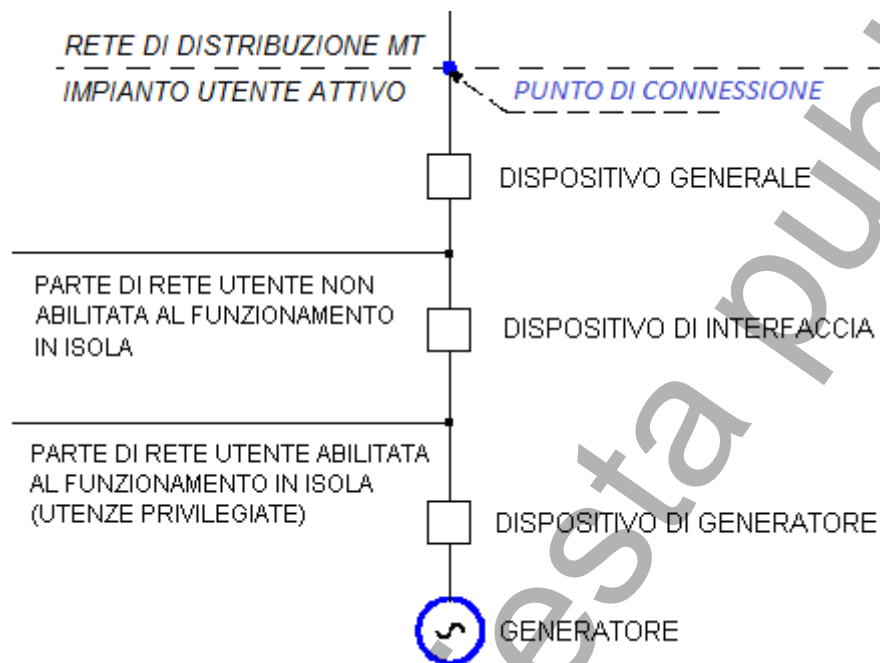 RETE DI DISTRIBUZIONE MT
IMPIANTO UTENTE ATTIVO
PUNTO DI CONNESSIONE
DISPOSITIVO GENERALE
PARTE DI RETE UTENTE NON
ABILITATA AL FUNZIONAMENTO
IN ISOLA
DISPOSITIVO DI INTERFACCIA
PARTE DI RETE UTENTE ABILITATA
AL FUNZIONAMENTO IN ISOLA
(UTENZE PRIVILEGIATE)
DISPOSITIVO DI GENERATORE
GENERATORE
esta pub